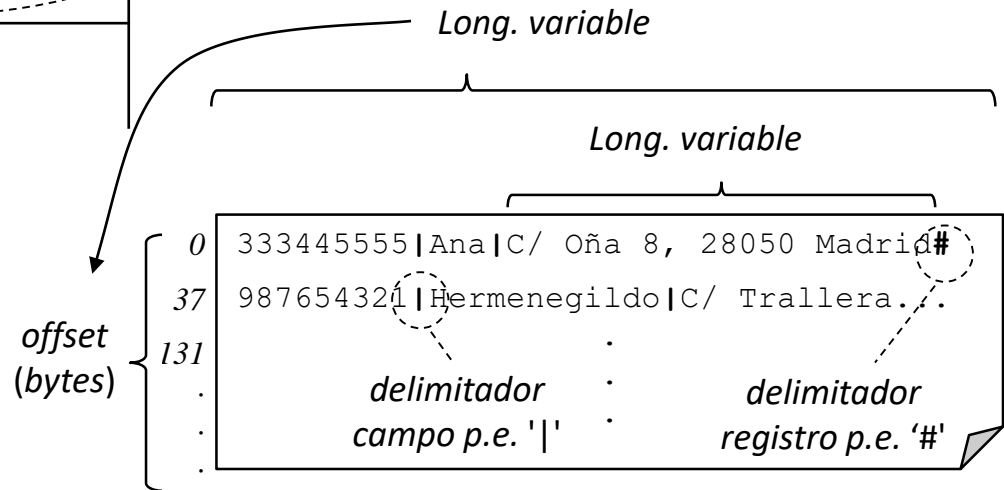 Long. variable
Long. variable
0 333445555|Ana|C/ Oña 8, 28050 Madrid#
37 987654321|Hermenegildo|C/ Trallera...
offset
(bytes)
131
.
.
.
.
.
.
delimitador
campo p.e. '|'
delimitador
registro p.e. ‘#'